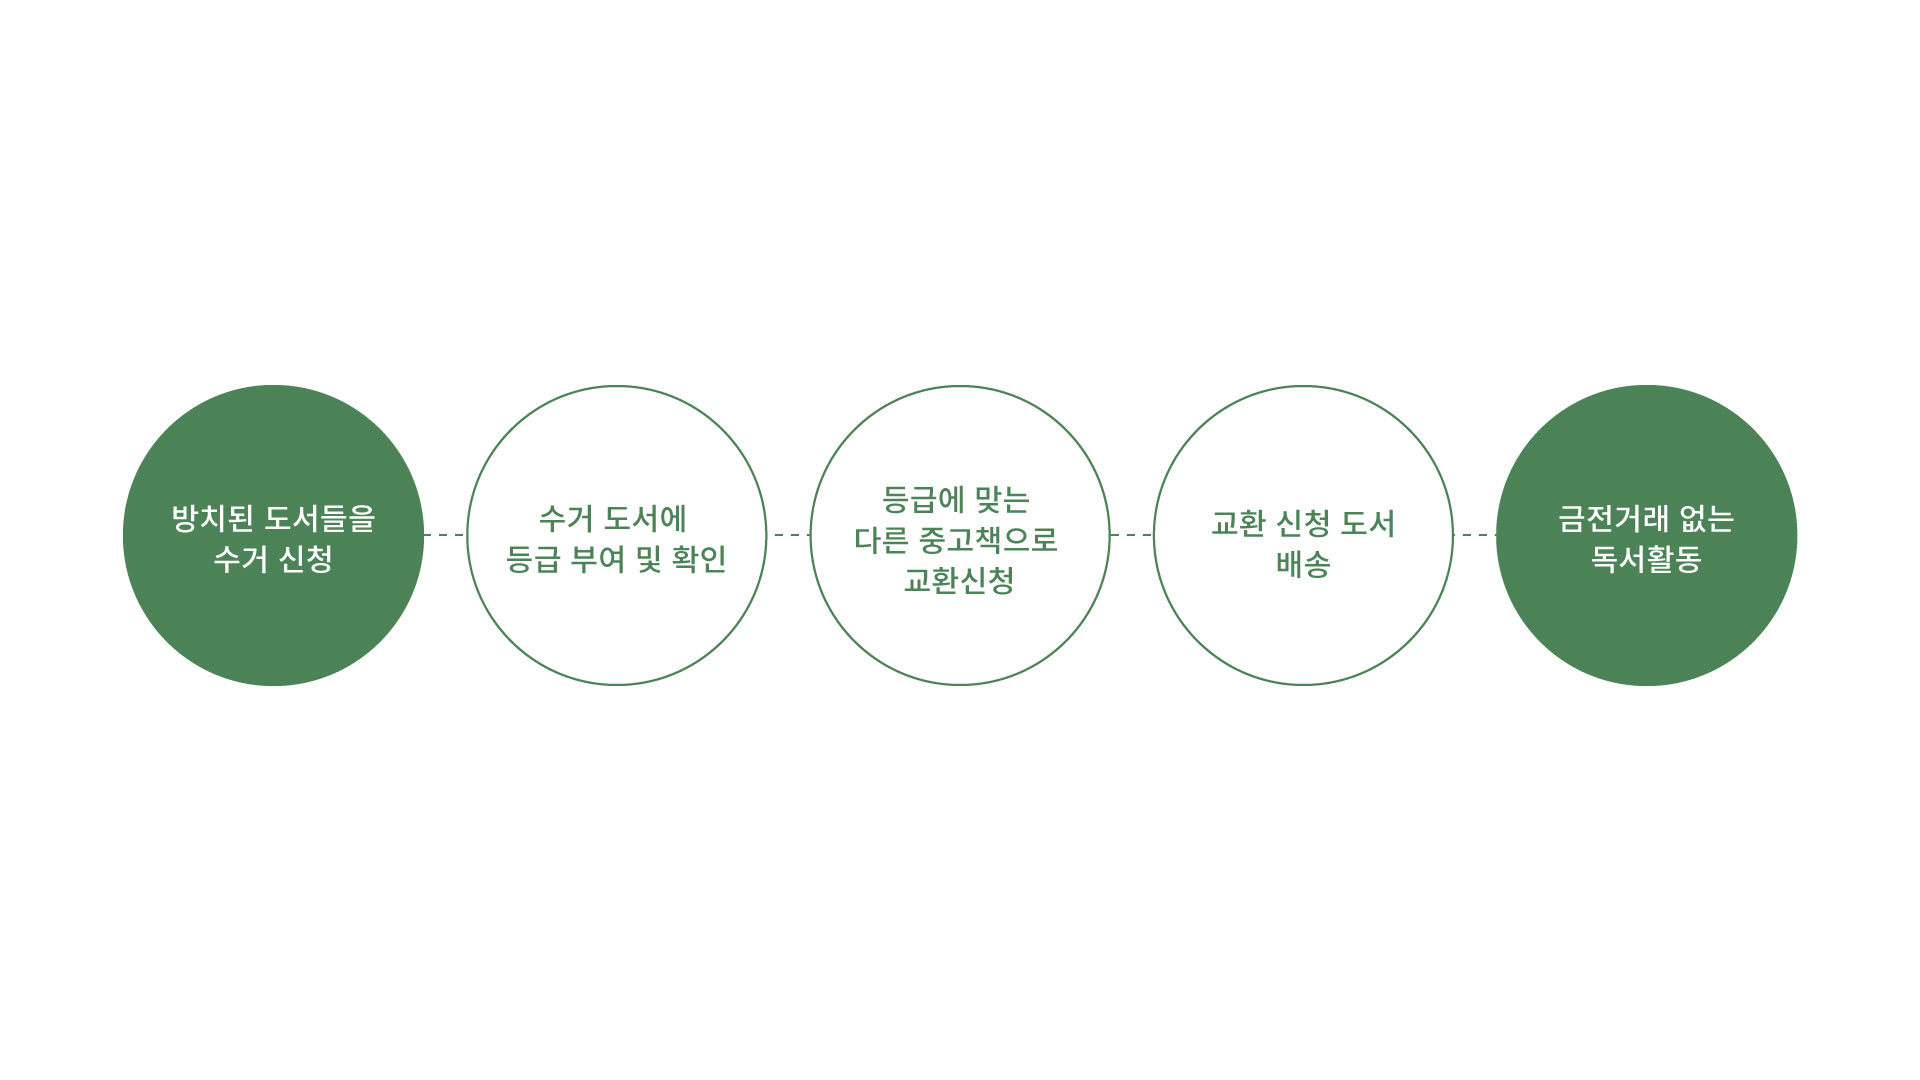 방치된 도서들을
수거 신청
수거 도서에
등급 부여 및 확인
등급에 맞는
다른 중고책으로
교환신청
교환 신청 도서
배송
금전거래 없는
독서활동